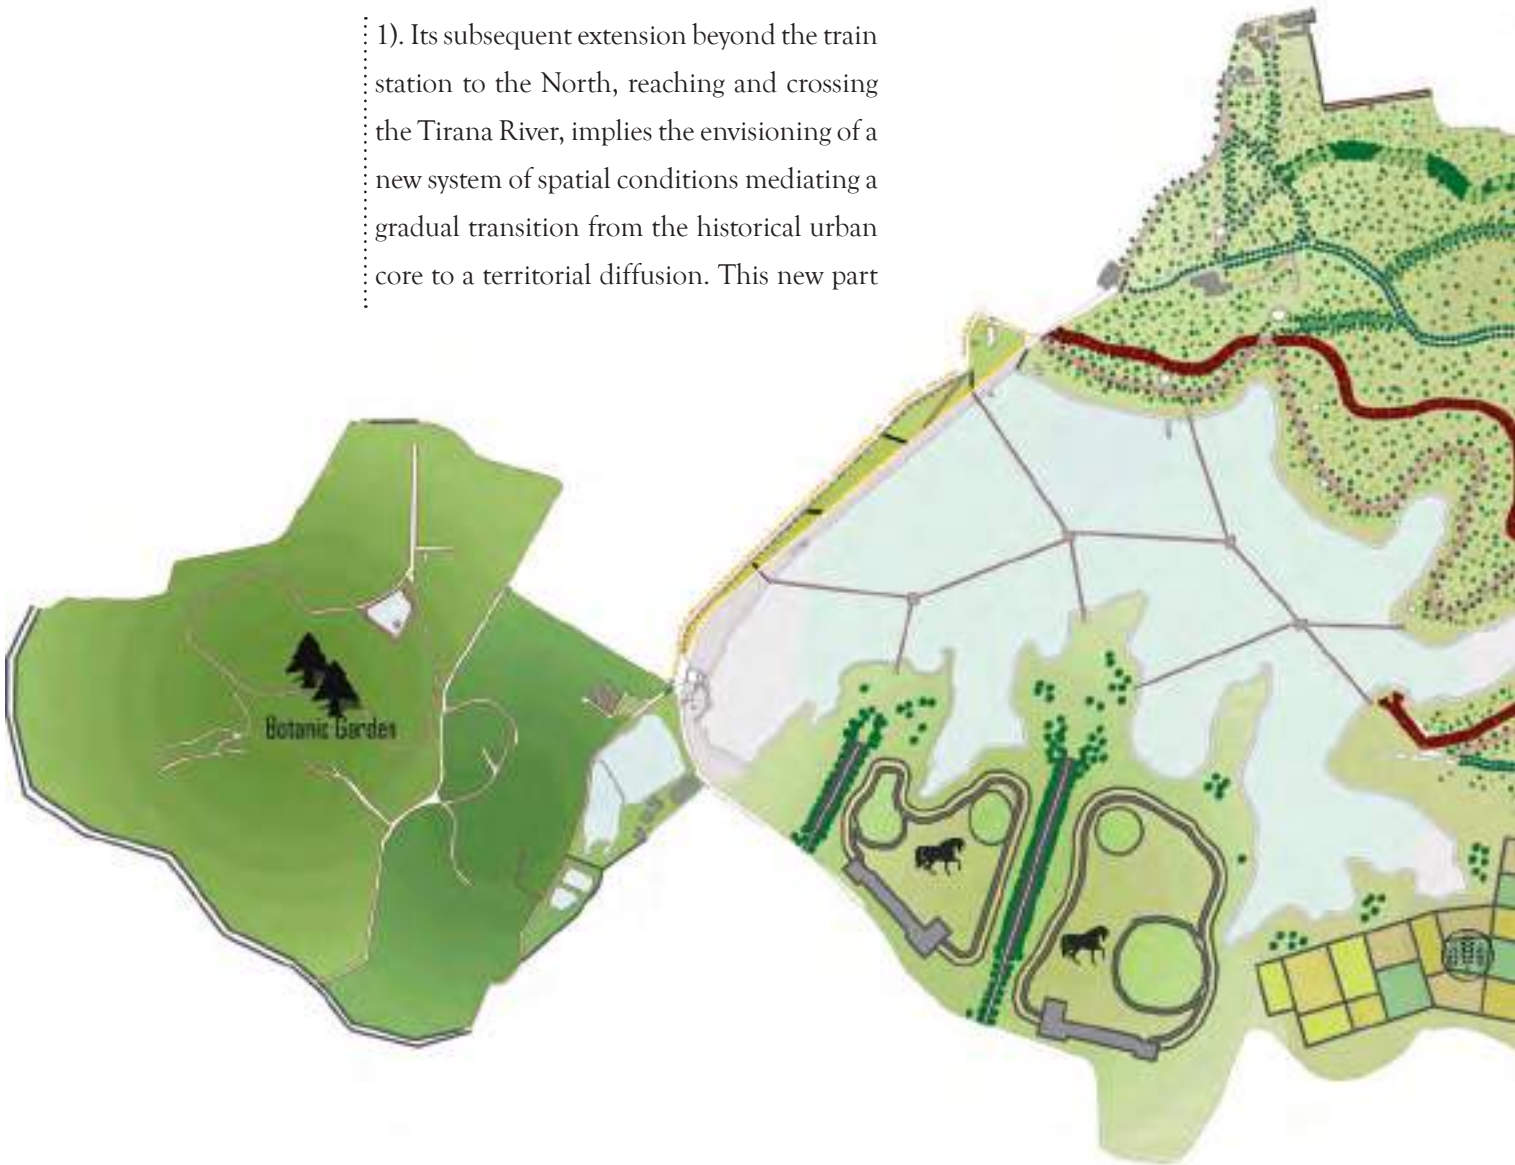 1). Its subsequent extension beyond the train
station to the North, reaching and crossing
the Tirana River, implies the envisioning of a
new system of spatial conditions mediating a
gradual transition from the historical urban
core to a territorial diffusion. This new part
Botanic Garden